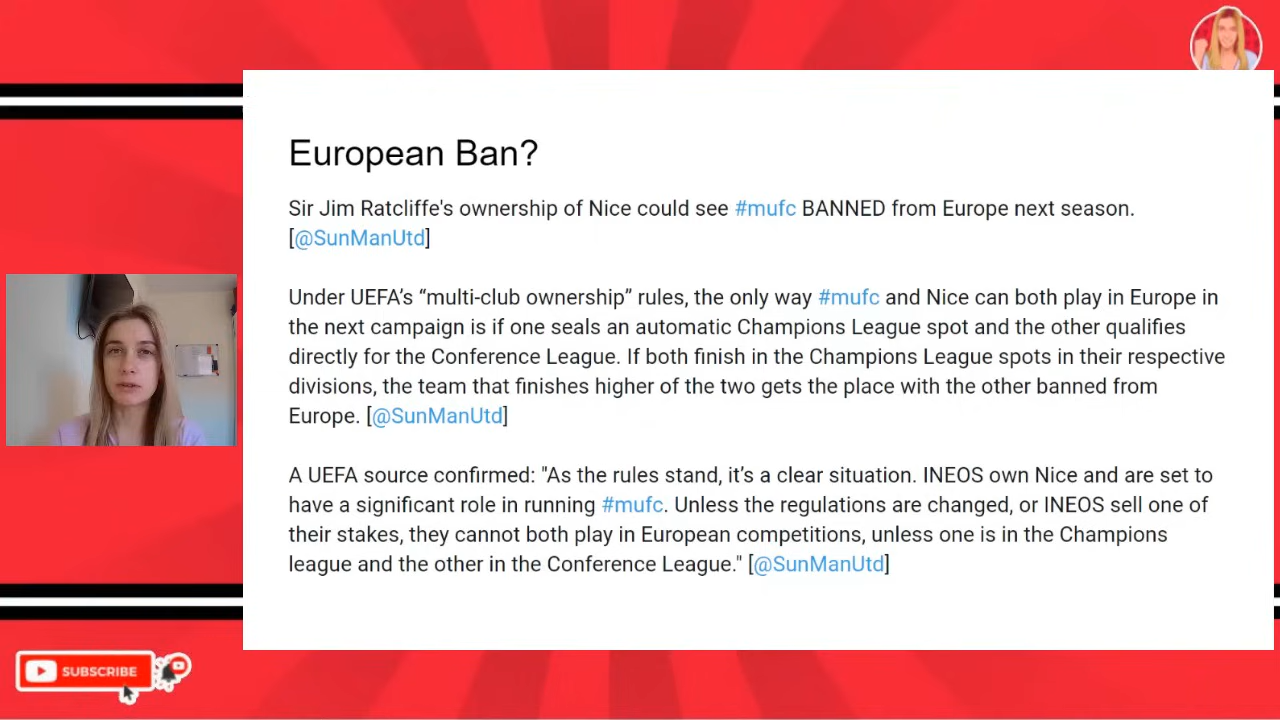 European Ban?
Sir Jim Ratcliffe's ownership of Nice could see #mufc BANNED from Europe next season.
[@SunManUtd]
Under UEFA’s “multi-club ownership” rules, the only way #mufc and Nice can both play in Europe in
the next campaign is if one seals an automatic Champions League spot and the other qualifies
directly for the Conference League. If both finish in the Champions League spots in their respective
divisions, the team that finishes higher of the two gets the place with the other banned from
Europe. [@SunManUtd]
A UEFA source confirmed: "As the rules stand, it’s a clear situation. INEOS own Nice and are set to
have a significant role in running #mufc. Unless the regulations are changed, or INEOS sell one of
their stakes, they cannot both play in European competitions, unless one is in the Champions
league and the other in the Conference League." [@SunManUtd]
SUBSCRIBE